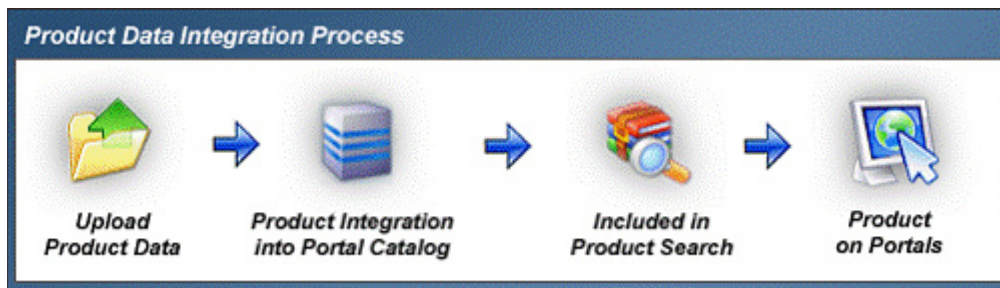 Product Data Integration Process
Upload
Product Data
Product Integration
into Portal Catalog
Included in
Product Search
Product
on Portals